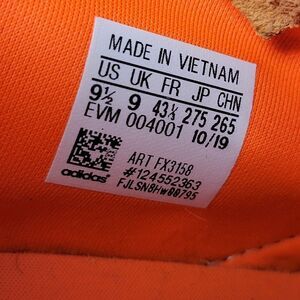 MADE IN VIETNAM
US UK FR JP CHN
9½ 9 43⅓ 275 265
EVM 004001 10/19
ART FX3158
#124552363
adidas
FJLSN8HW00795